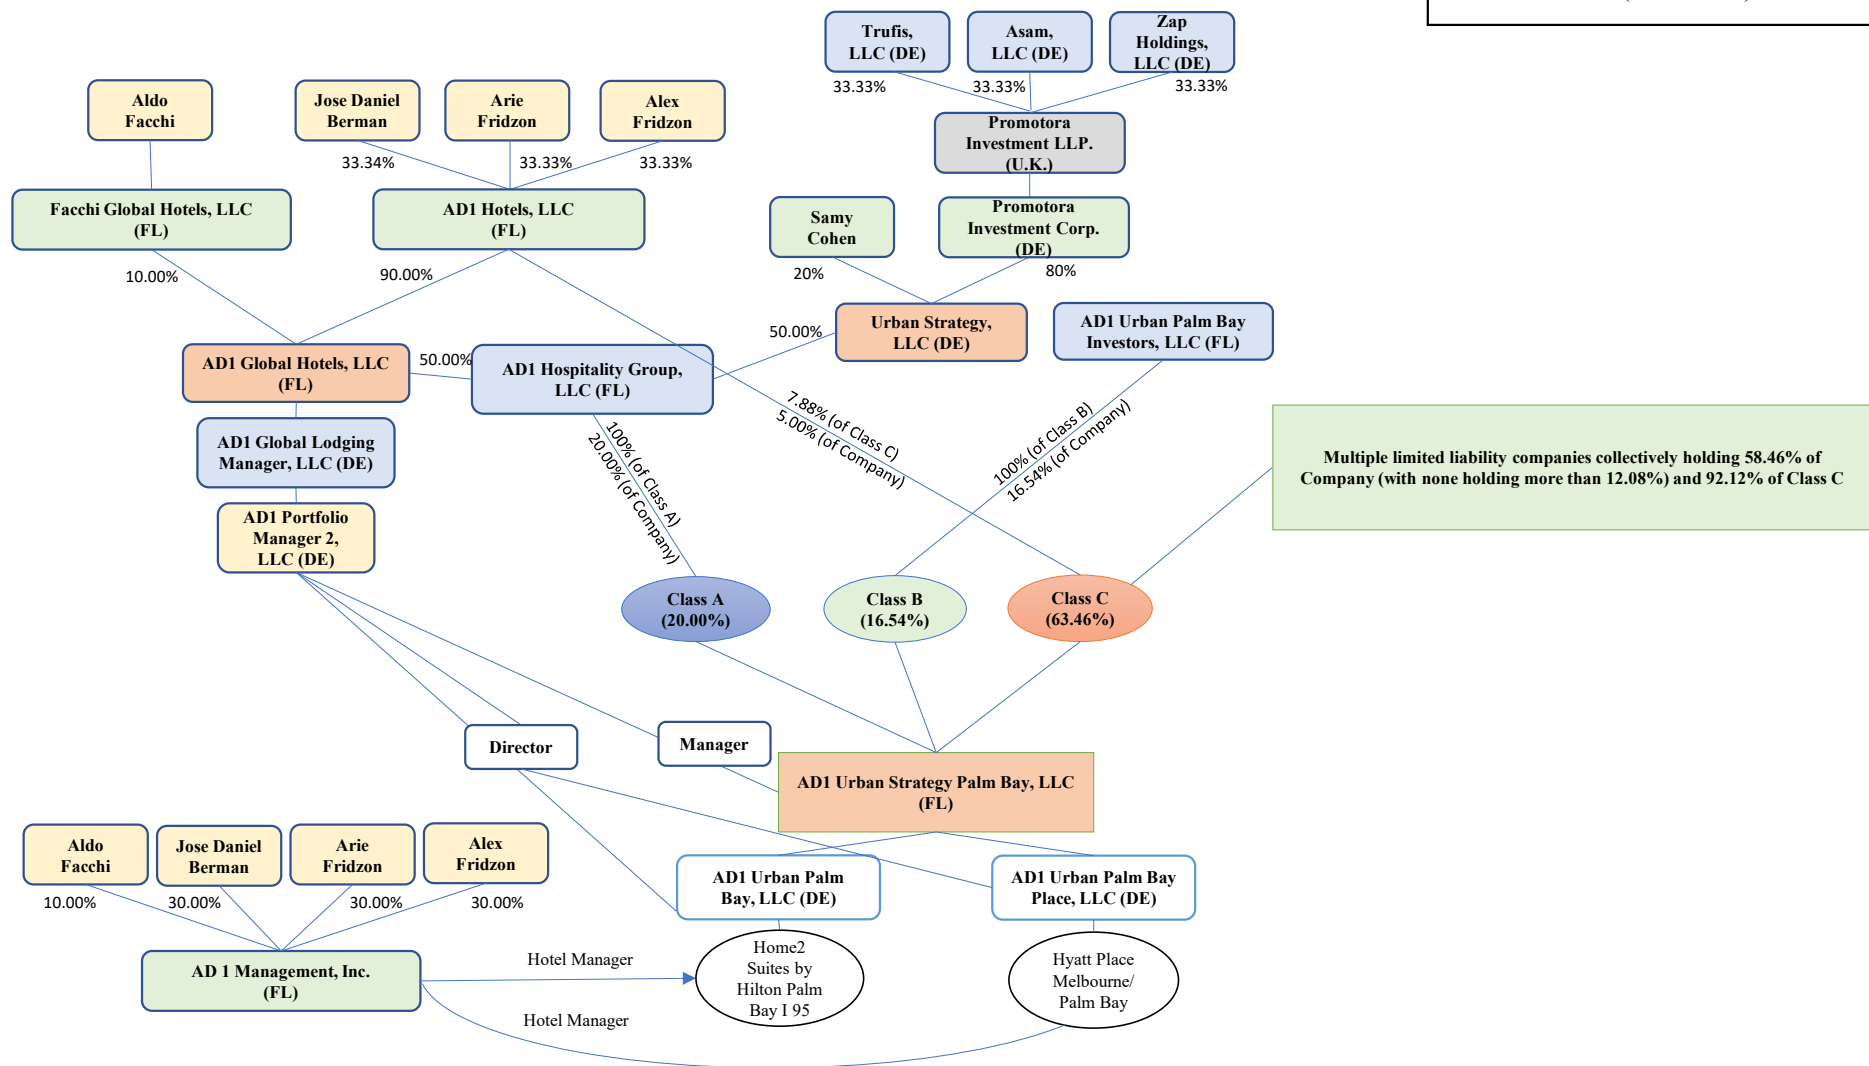 Trufis,
LLC (DE)
Asam,
LLC (DE)
Zap
Holdings,
LLC (DE)
33.33%
33.33%
33.33%
Aldo
Facchi
Jose Daniel
Berman
Arie
Fridzon
Alex
Fridzon
33.34%
33.33%
33.33%
Promotora
Investment LLP.
(U.K.)
Facchi Global Hotels, LLC
(FL)
AD1 Hotels, LLC
(FL)
Samy
Cohen
Promotora
Investment Corp.
(DE)
10.00%
90.00%
20%
80%
Urban Strategy,
LLC (DE)
AD1 Urban Palm Bay
Investors, LLC (FL)
50.00%
AD1 Global Hotels, LLC
(FL)
50.00%
AD1 Hospitality Group,
LLC (FL)
AD1 Global Lodging
Manager, LLC (DE)
100% (of Class A)
20.00% (of Company)
7.88% (of Class C)
5.00% (of Company)
100% (of Class B)
16.54% (of Company)
Multiple limited liability companies collectively holding 58.46% of
Company (with none holding more than 12.08%) and 92.12% of Class C
AD1 Portfolio
Manager 2,
LLC (DE)
Class A
(20.00%)
Class B
(16.54%)
Class C
(63.46%)
Director
Manager
AD1 Urban Strategy Palm Bay, LLC
(FL)
Aldo
Facchi
Jose Daniel
Berman
Arie
Fridzon
Alex
Fridzon
10.00%
30.00%
30.00%
30.00%
AD1 Urban Palm
Bay, LLC (DE)
AD1 Urban Palm Bay
Place, LLC (DE)
AD 1 Management, Inc.
(FL)
Hotel Manager
Hotel Manager
Home2
Suites by
Hilton Palm
Bay I 95
Hyatt Place
Melbourne/
Palm Bay